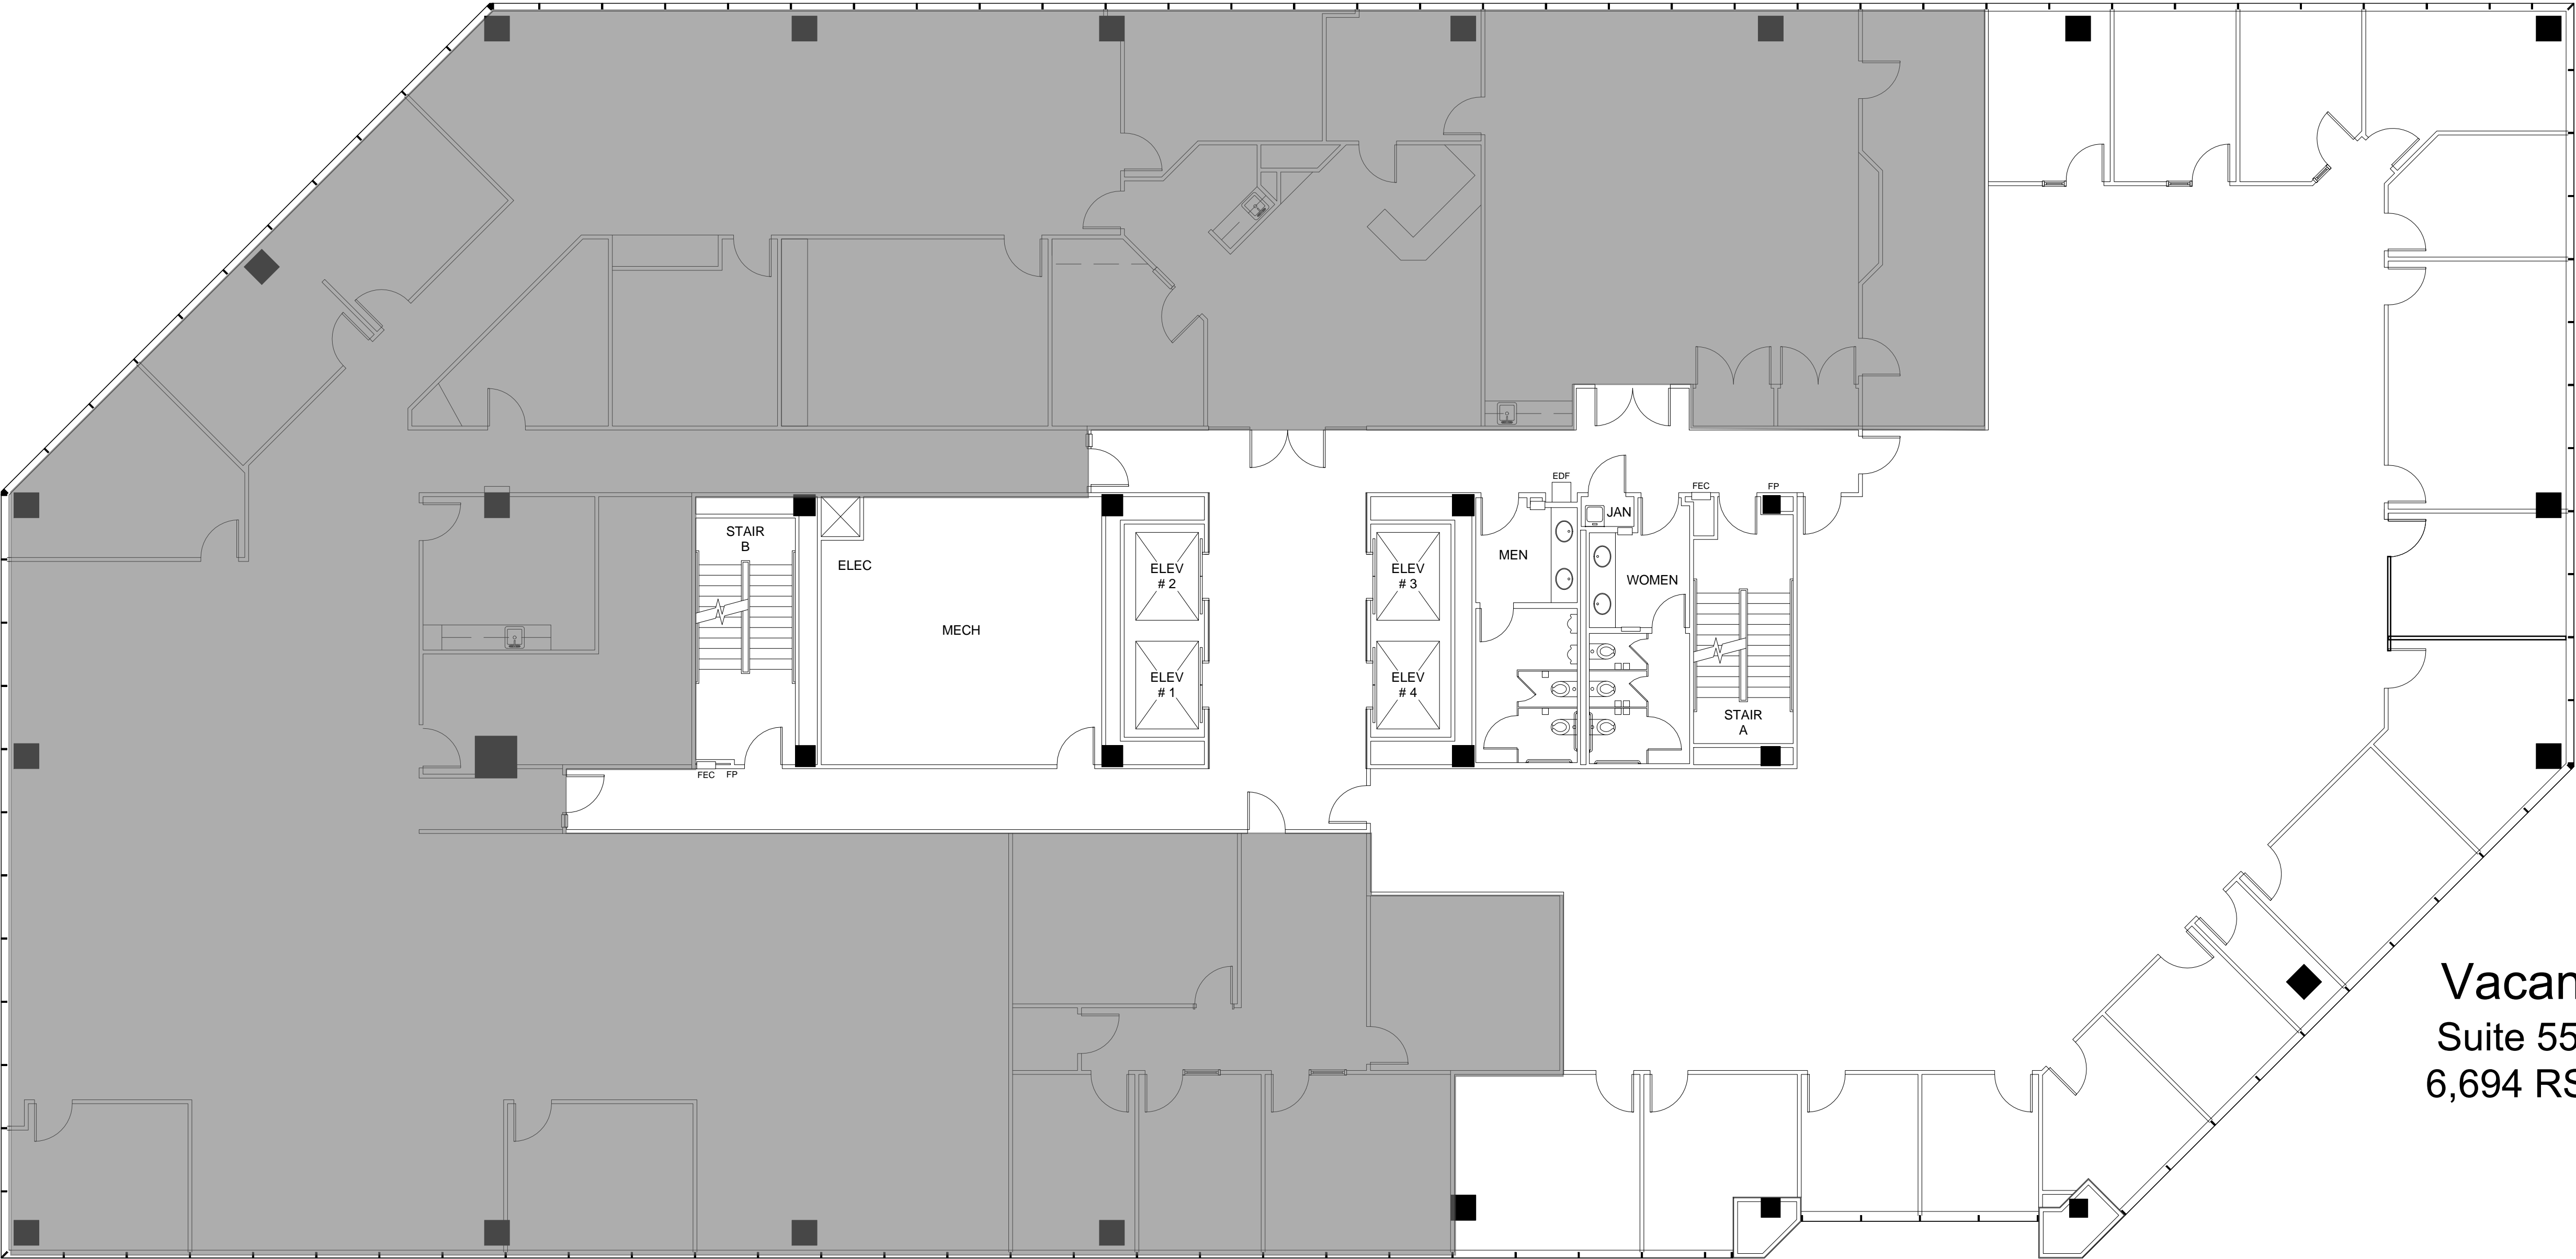 EDF
FEC
FP
JAN
STAIR
B
ELEC
ELEV
# 2
ELEV
# 3
MEN
WOMEN
MECH
ELEV
# 1
ELEV
# 4
STAIR
A
FEC
FP
Vacan
Suite 55
6,694 RS